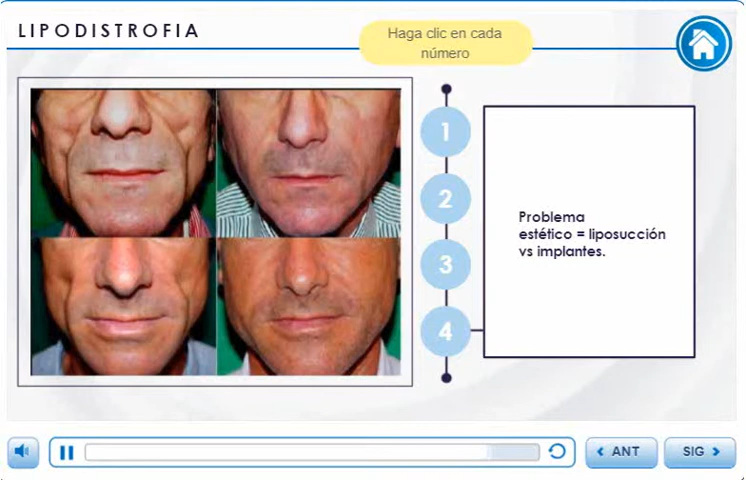 LIPODISTROFIA
Haga clic en cada
número
1
2
3
4
Problema
estético = liposucción
vs implantes.
ANT
SIG